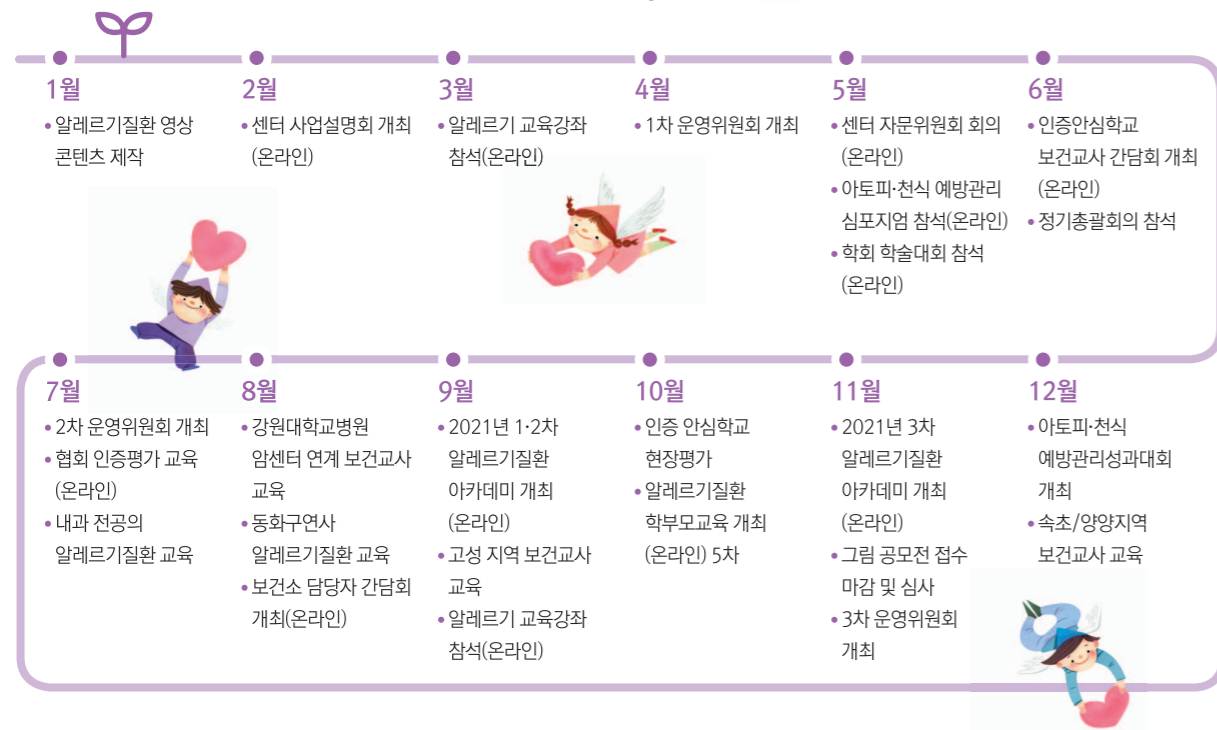 1월
• 알레르기질환 영상
콘텐츠 제작
2월
• 센터 사업설명회 개최
(온라인)
3월
• 알레르기 교육강좌
참석(온라인)
4월
• 1차 운영위원회 개최
5월
• 센터 자문위원회 회의
(온라인)
• 아토피·천식 예방관리
심포지엄 참석(온라인)
• 학회 학술대회 참석
(온라인)
6월
• 인증안심학교
보건교사 간담회 개최
(온라인)
• 정기총괄회의 참석
7월
• 2차 운영위원회 개최
• 협회 인증평가 교육
(온라인)
• 내과 전공의
알레르기질환 교육
8월
• 강원대학교병원
암센터 연계 보건교사
교육
• 동화구연사
알레르기질환 교육
• 보건소 담당자 간담회
개최(온라인)
9월
• 2021년 1·2차
알레르기질환
아카데미 개최
(온라인)
• 고성 지역 보건교사
교육
• 알레르기 교육강좌
참석(온라인)
10월
• 인증 안심학교
현장평가
• 알레르기질환
학부모교육 개최
(온라인) 5차
11월
• 2021년 3차
알레르기질환
아카데미 개최
(온라인)
• 그림 공모전 접수
마감 및 심사
• 3차 운영위원회
개최
12월
• 아토피·천식
예방관리성과대회
개최
• 속초/양양지역
보건교사 교육